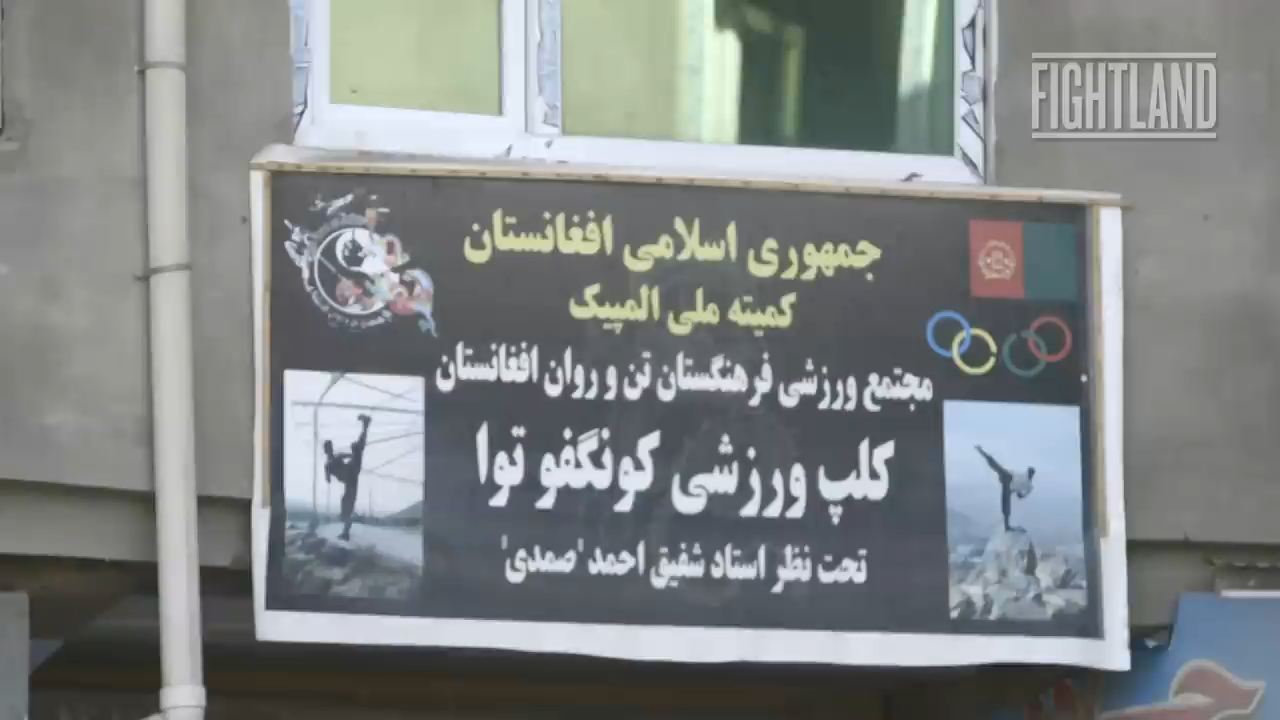 FIGHTLAND
جمهوری اسلامی افغانستان
کمیته ملی المپیک
مجتمع ورزشی فرهنگستان تن و روان افغانستان
کلپ ورزشی کونگفو توا
تحت نظر استاد شفیق احمد 'صمدی'